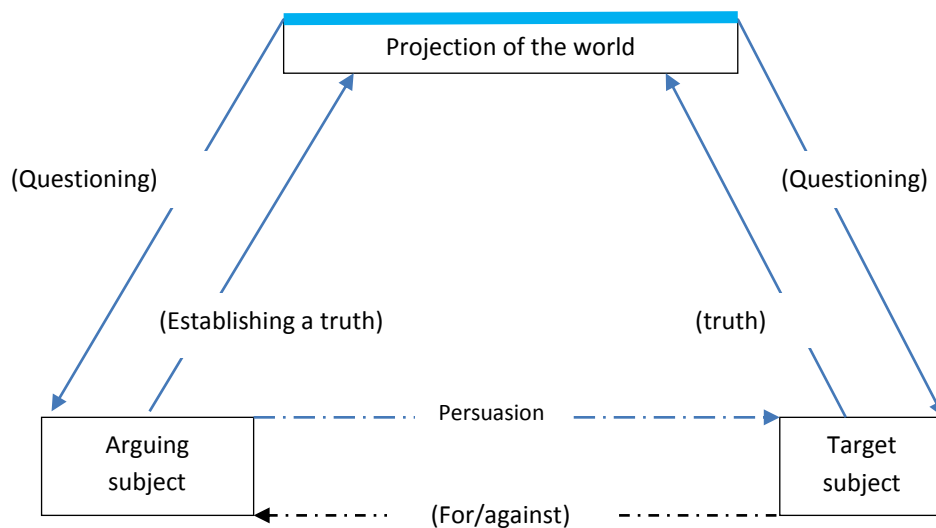 Projection of the world
(Questioning)
(Questioning)
(Establishing a truth)
(truth)
Persuasion
Arguing
subject
Target
subject
(For/against)